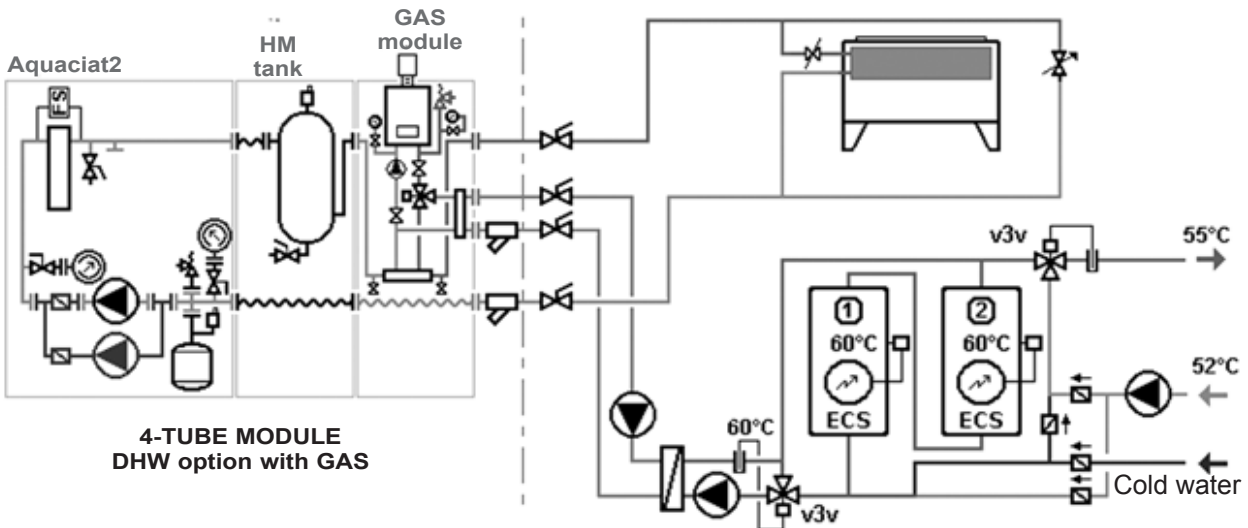 GAS
module
HM
tank
Aquaciat2
FS
4-TUBE MODULE
DHW option with GAS
v3v
55°C
1
2
60°C
60°C
52°C
ECS
ECS
60°C
Cold water
v3v